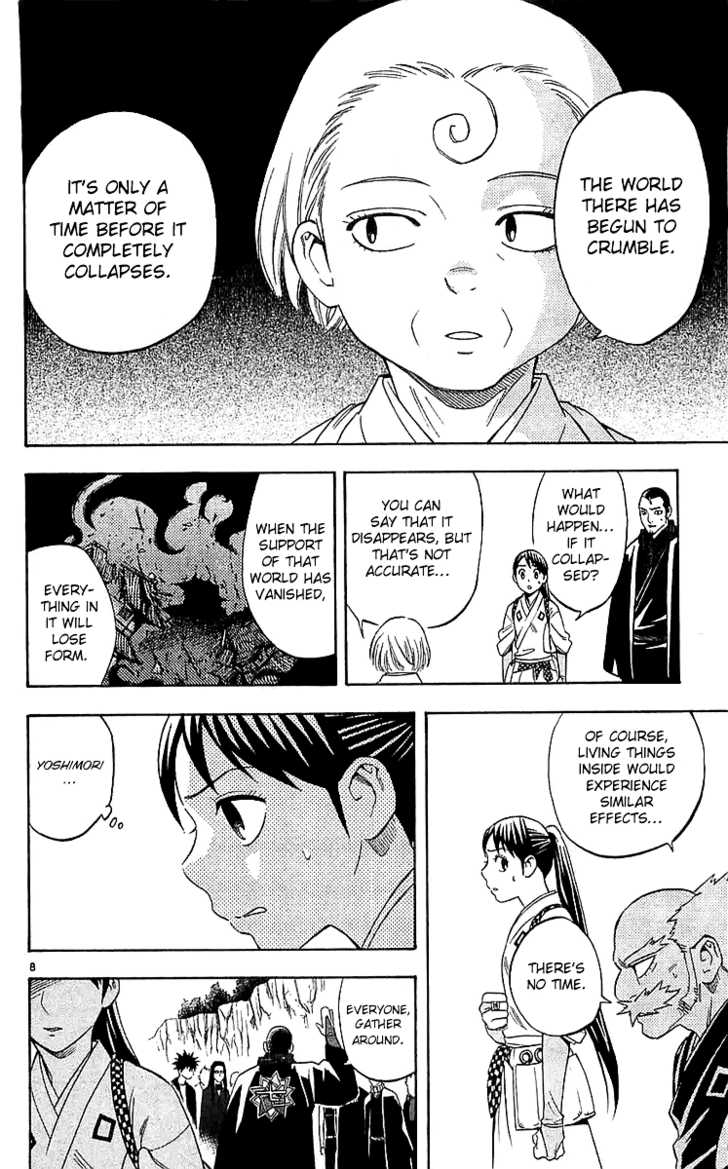 THE WORLD
THERE HAS
BEGUN TO
CRUMBLE.
IT'S ONLY A
MATTER OF
TIME BEFORE IT
COMPLETELY
COLLAPSES.
WHAT
WOULD
HAPPEN...
IF IT
COLLAP-
SED?
YOU CAN
SAY THAT IT
DISAPPEARS, BUT
THAT'S NOT
ACCURATE...
WHEN THE
SUPPORT
OF THAT
WORLD HAS
VANISHED,
EVERY-
THING IN
IT WILL
LOSE
FORM.
OF COURSE,
LIVING THINGS
INSIDE WOULD
EXPERIENCE
SIMILAR
EFFECTS...
THERE'S
NO TIME.
YOSHIMORI
...
8
EVERYONE,
GATHER
AROUND.